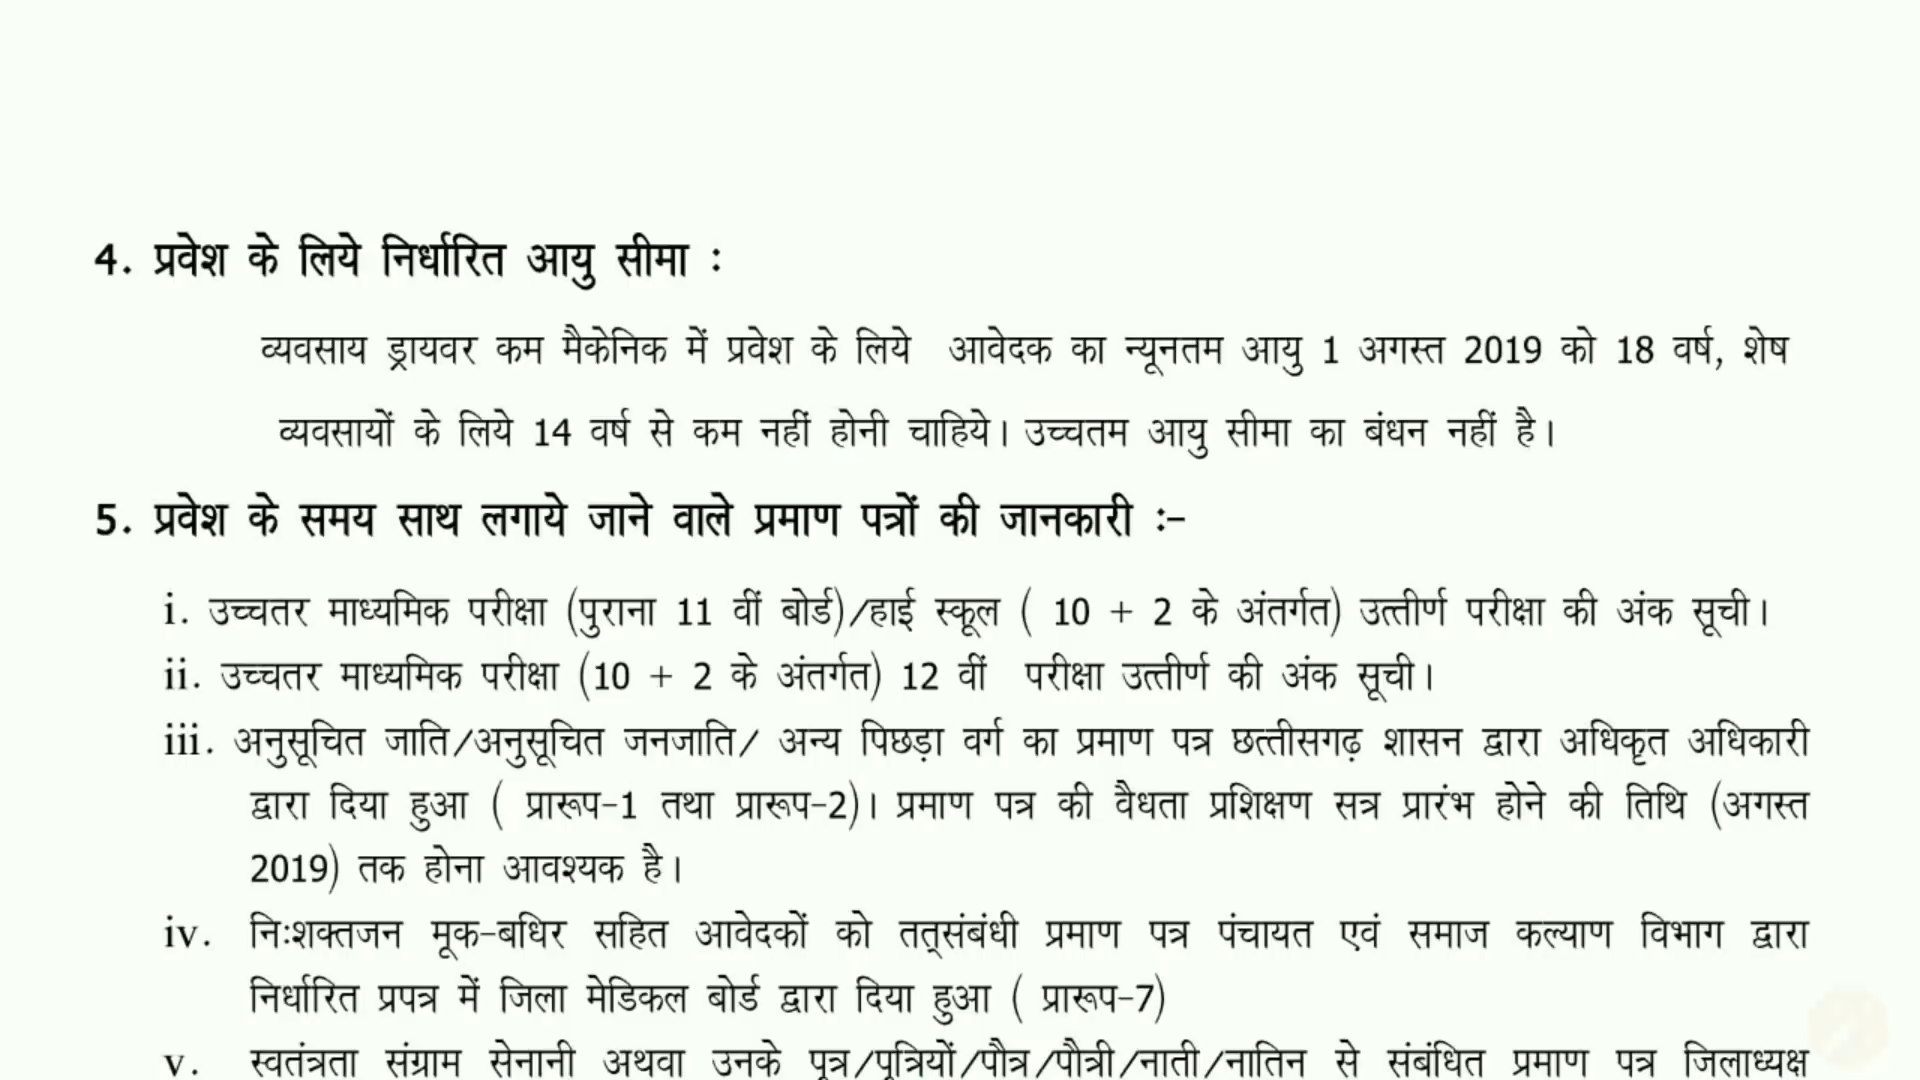 4. प्रवेश के लिये निर्धारित आयु सीमा :
व्यवसाय ड्रायवर कम मैकेनिक में प्रवेश के लिये आवेदक का न्यूनतम आयु 1 अगस्त 2019 को 18 वर्ष, शेष
व्यवसायों के लिये 14 वर्ष से कम नहीं होनी चाहिये। उच्चतम आयु सीमा का बंधन नहीं है।
5. प्रवेश के समय साथ लगाये जाने वाले प्रमाण पत्रों की जानकारी :-
i. उच्चतर माध्यमिक परीक्षा (पुराना 11 वीं बोर्ड)/हाई स्कूल ( 10 + 2 के अंतर्गत) उत्तीर्ण परीक्षा की अंक सूची।
ii. उच्चतर माध्यमिक परीक्षा (10 + 2 के अंतर्गत) 12 वीं परीक्षा उत्तीर्ण की अंक सूची।
iii. अनुसूचित जाति/अनुसूचित जनजाति/ अन्य पिछड़ा वर्ग का प्रमाण पत्र छत्तीसगढ़ शासन द्वारा अधिकृत अधिकारी
द्वारा दिया हुआ ( प्रारूप-1 तथा प्रारूप-2)। प्रमाण पत्र की वैधता प्रशिक्षण सत्र प्रारंभ होने की तिथि (अगस्त
2019) तक होना आवश्यक है।
iv. निःशक्तजन मूक-बधिर सहित आवेदकों को तत्संबंधी प्रमाण पत्र पंचायत एवं समाज कल्याण विभाग द्वारा
निर्धारित प्रपत्र में जिला मेडिकल बोर्ड द्वारा दिया हुआ ( प्रारूप-7)
v. स्वतंत्रता संग्राम सेनानी अथवा उनके पुत्र/पुत्रियों/पौत्र/पौत्री/नाती/नातिन से संबंधित प्रमाण पत्र जिलाध्यक्ष